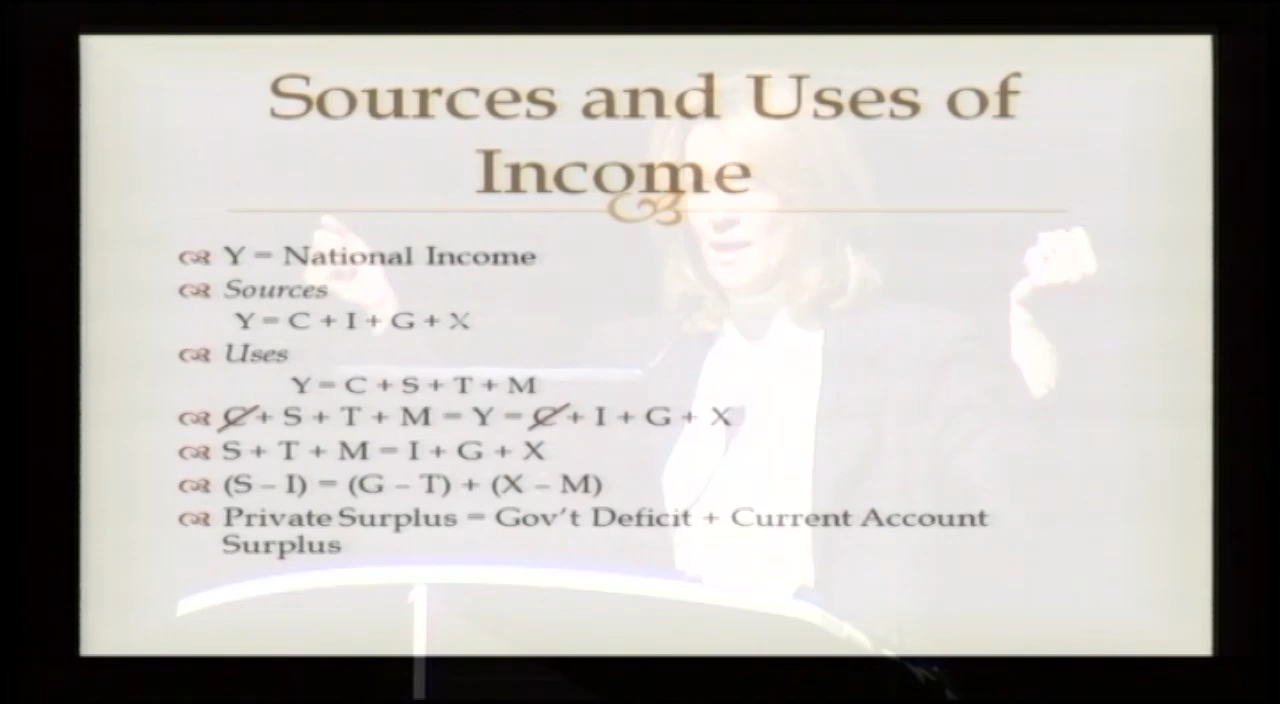 Sources and Uses of
Income
Y = National Income
Sources
Y = C + I + G + X
Uses
Y = C + S + T + M
C + S + T + M = Y = C + I + G + X
S + T + M = I + G + X
(S – I) = (G – T) + (X – M)
Private Surplus = Gov't Deficit + Current Account
Surplus